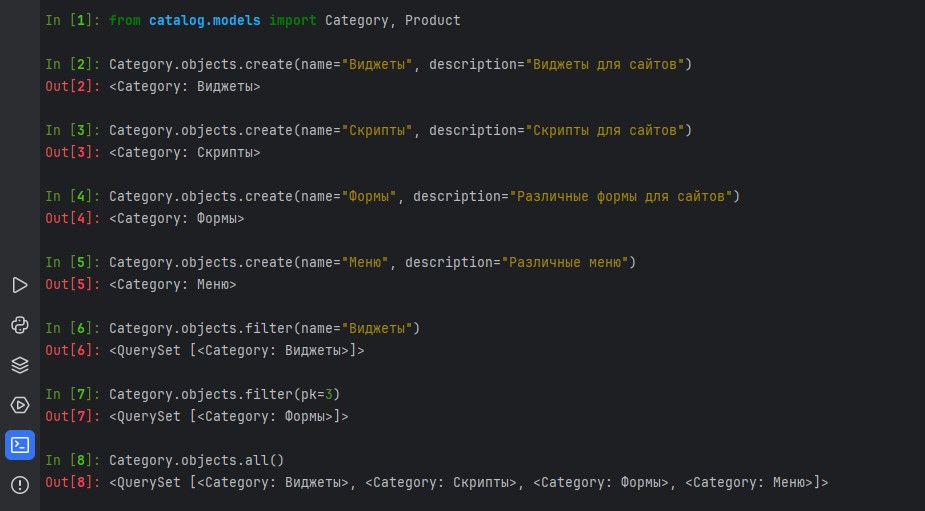 In [1]: from catalog.models import Category, Product
In [2]: Category.objects.create(name="Виджеты", description="Виджеты для сайтов")
Out[2]: <Category: Виджеты>
In [3]: Category.objects.create(name="Скрипты", description="Скрипты для сайтов")
Out[3]: <Category: Скрипты>
In [4]: Category.objects.create(name="Формы", description="Различные формы для сайтов")
Out[4]: <Category: Формы>
In [5]: Category.objects.create(name="Меню", description="Различные меню")
Out[5]: <Category: Меню>
In [6]: Category.objects.filter(name="Виджеты")
Out[6]: <QuerySet [<Category: Виджеты>]>
In [7]: Category.objects.filter(pk=3)
Out[7]: <QuerySet [<Category: Формы>]>
In [8]: Category.objects.all()
Out[8]: <QuerySet [<Category: Виджеты>, <Category: Скрипты>, <Category: Формы>, <Category: Меню>]>